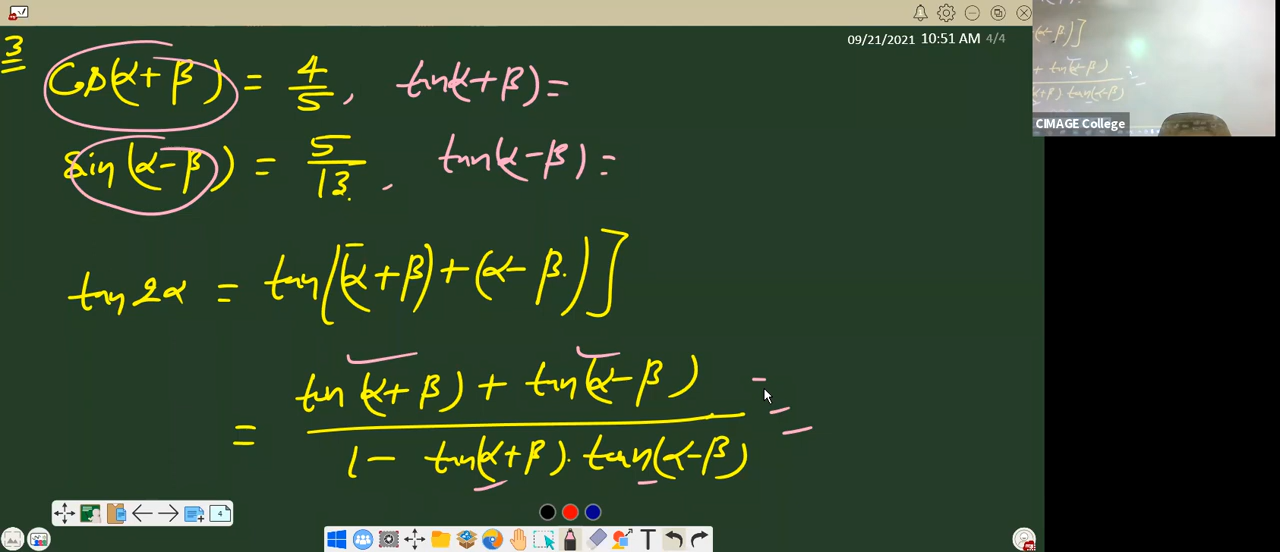 09/21/2021 10:51 AM 4/4
3
Cos(α+β) = 4/5, tan(α+β) =
Sin(α-β) = 5/13, tan(α-β) =
tan 2α = tan[(α+β)+(α-β)]
= tan(α+β) + tan(α-β) / 1 - tan(α+β). tan(α-β)
CIMAGE College
4
T